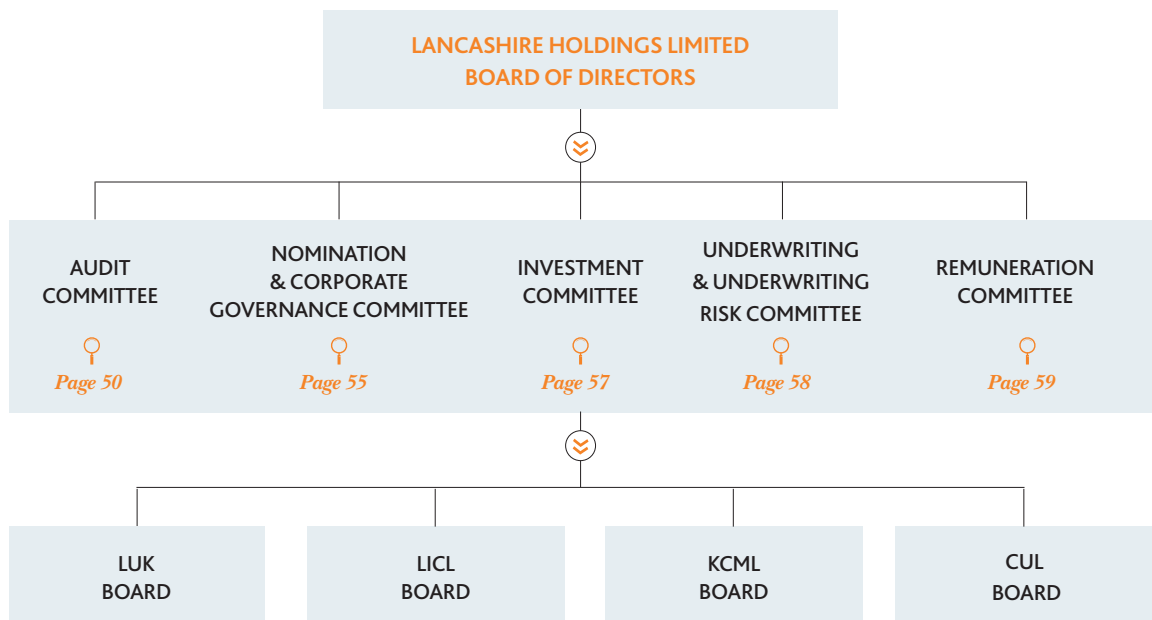 LANCASHIRE HOLDINGS LIMITED
BOARD OF DIRECTORS
AUDIT
COMMITTEE
Page 50
NOMINATION
& CORPORATE
GOVERNANCE COMMITTEE
Page 55
INVESTMENT
COMMITTEE
Page 57
UNDERWRITING
& UNDERWRITING
RISK COMMITTEE
Page 58
REMUNERATION
COMMITTEE
Page 59
LUK
BOARD
LICL
BOARD
KCML
BOARD
CUL
BOARD